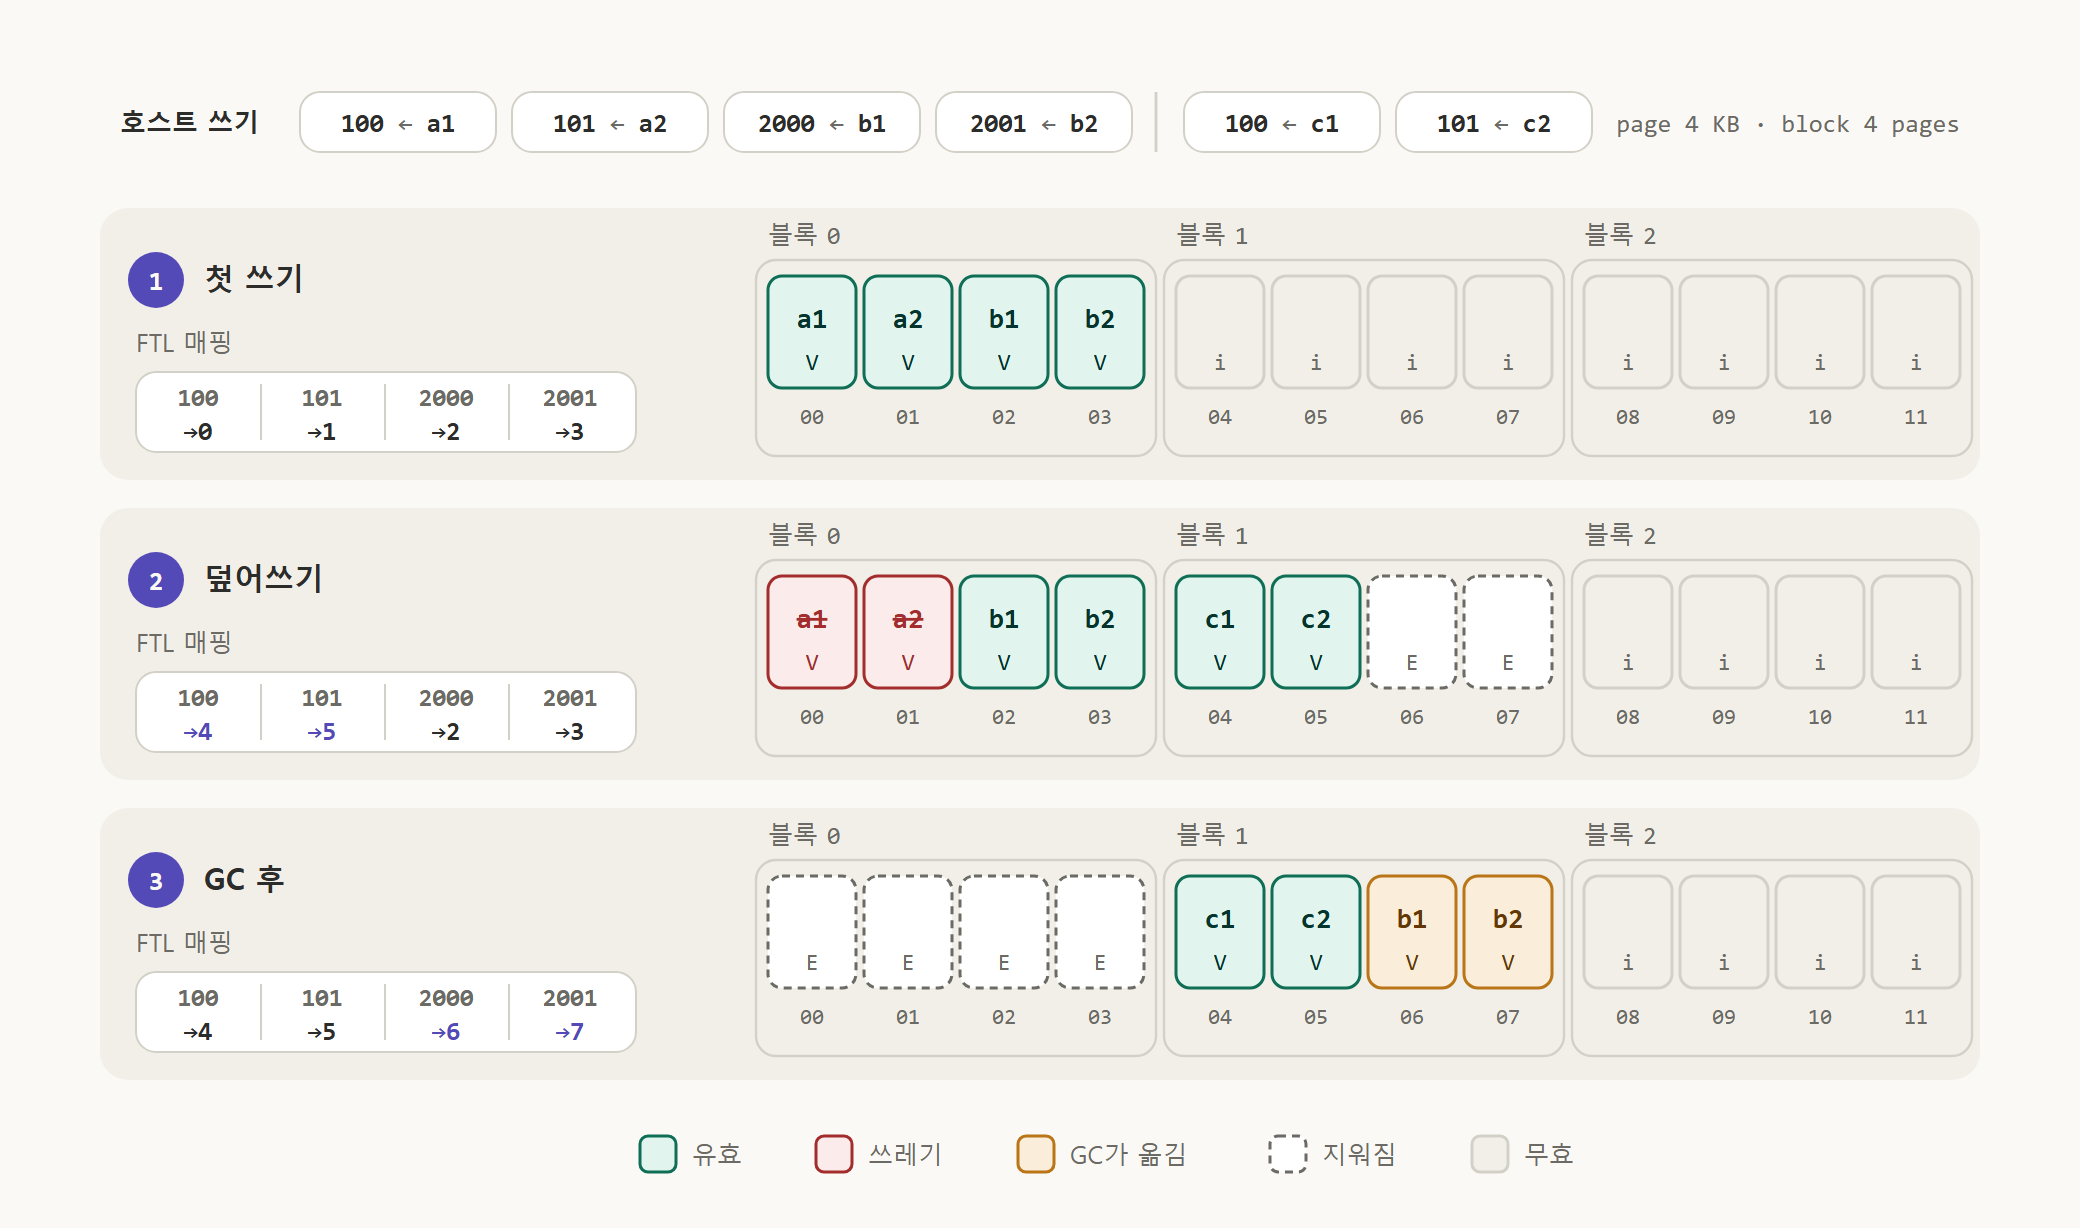 호스트 쓰기 100 ← a1 101 ← a2 2000 ← b1 2001 ← b2 100 ← c1 101 ← c2 page 4 KB · block 4 pages
블록 0 블록 1 블록 2
1 첫 쓰기
a1 a2 b1 b2
FTL 매핑
V V V V i i i i i i i i
100 101 2000 2001
→0 →1 →2 →3
00 01 02 03 04 05 06 07 08 09 10 11
블록 0 블록 1 블록 2
2 덮어쓰기
a1 a2 b1 b2 c1 c2
FTL 매핑
V V V V V V E E i i i i
100 101 2000 2001
→4 →5 →2 →3
00 01 02 03 04 05 06 07 08 09 10 11
블록 0 블록 1 블록 2
3 GC 후
c1 c2 b1 b2
FTL 매핑
E E E E V V V V i i i i
100 101 2000 2001
→4 →5 →6 →7
00 01 02 03 04 05 06 07 08 09 10 11
유효 쓰레기 GC가 옮김 지워짐 무효